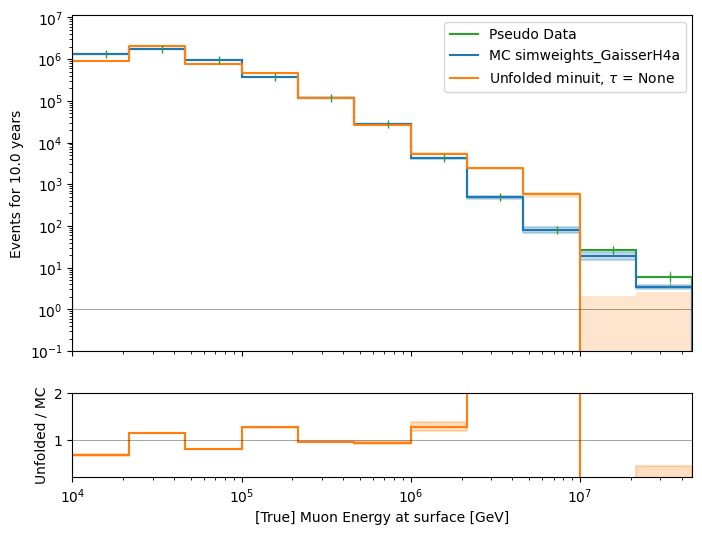 Pseudo Data
MC simweights_GaisserH4a
Unfolded minuit, τ = None
Events for 10.0 years
10⁷
10⁶
10⁵
10⁴
10³
10²
10¹
10⁰
10⁻¹
Unfolded / MC
2
1
10⁴
10⁵
10⁶
10⁷
[True] Muon Energy at surface [GeV]